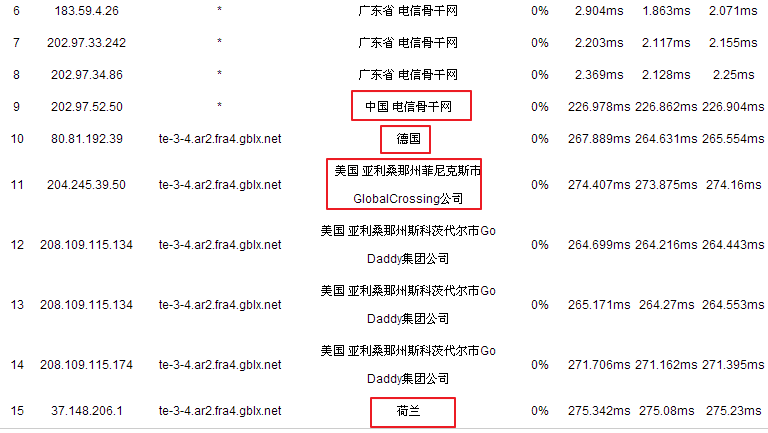 6 183.59.4.26 * 广东省 电信骨干网 0% 2.904ms 1.863ms 2.071ms
7 202.97.33.242 * 广东省 电信骨干网 0% 2.203ms 2.117ms 2.155ms
8 202.97.34.86 * 广东省 电信骨干网 0% 2.369ms 2.128ms 2.25ms
9 202.97.52.50 * 中国 电信骨干网 0% 226.978ms 226.862ms 226.904ms
10 80.81.192.39 te-3-4.ar2.fra4.gblx.net 德国 0% 267.889ms 264.631ms 265.554ms
美国 亚利桑那州菲尼克斯市
11 204.245.39.50 te-3-4.ar2.fra4.gblx.net 0% 274.407ms 273.875ms 274.16ms
GlobalCrossing公司
美国 亚利桑那州斯科茨代尔市Go
12 208.109.115.134 te-3-4.ar2.fra4.gblx.net 0% 264.699ms 264.216ms 264.443ms
Daddy集团公司
美国 亚利桑那州斯科茨代尔市Go
13 208.109.115.134 te-3-4.ar2.fra4.gblx.net 0% 265.171ms 264.27ms 264.553ms
Daddy集团公司
美国 亚利桑那州斯科茨代尔市Go
14 208.109.115.174 te-3-4.ar2.fra4.gblx.net 0% 271.706ms 271.162ms 271.395ms
Daddy集团公司
15 37.148.206.1 te-3-4.ar2.fra4.gblx.net 荷兰 0% 275.342ms 275.08ms 275.23ms